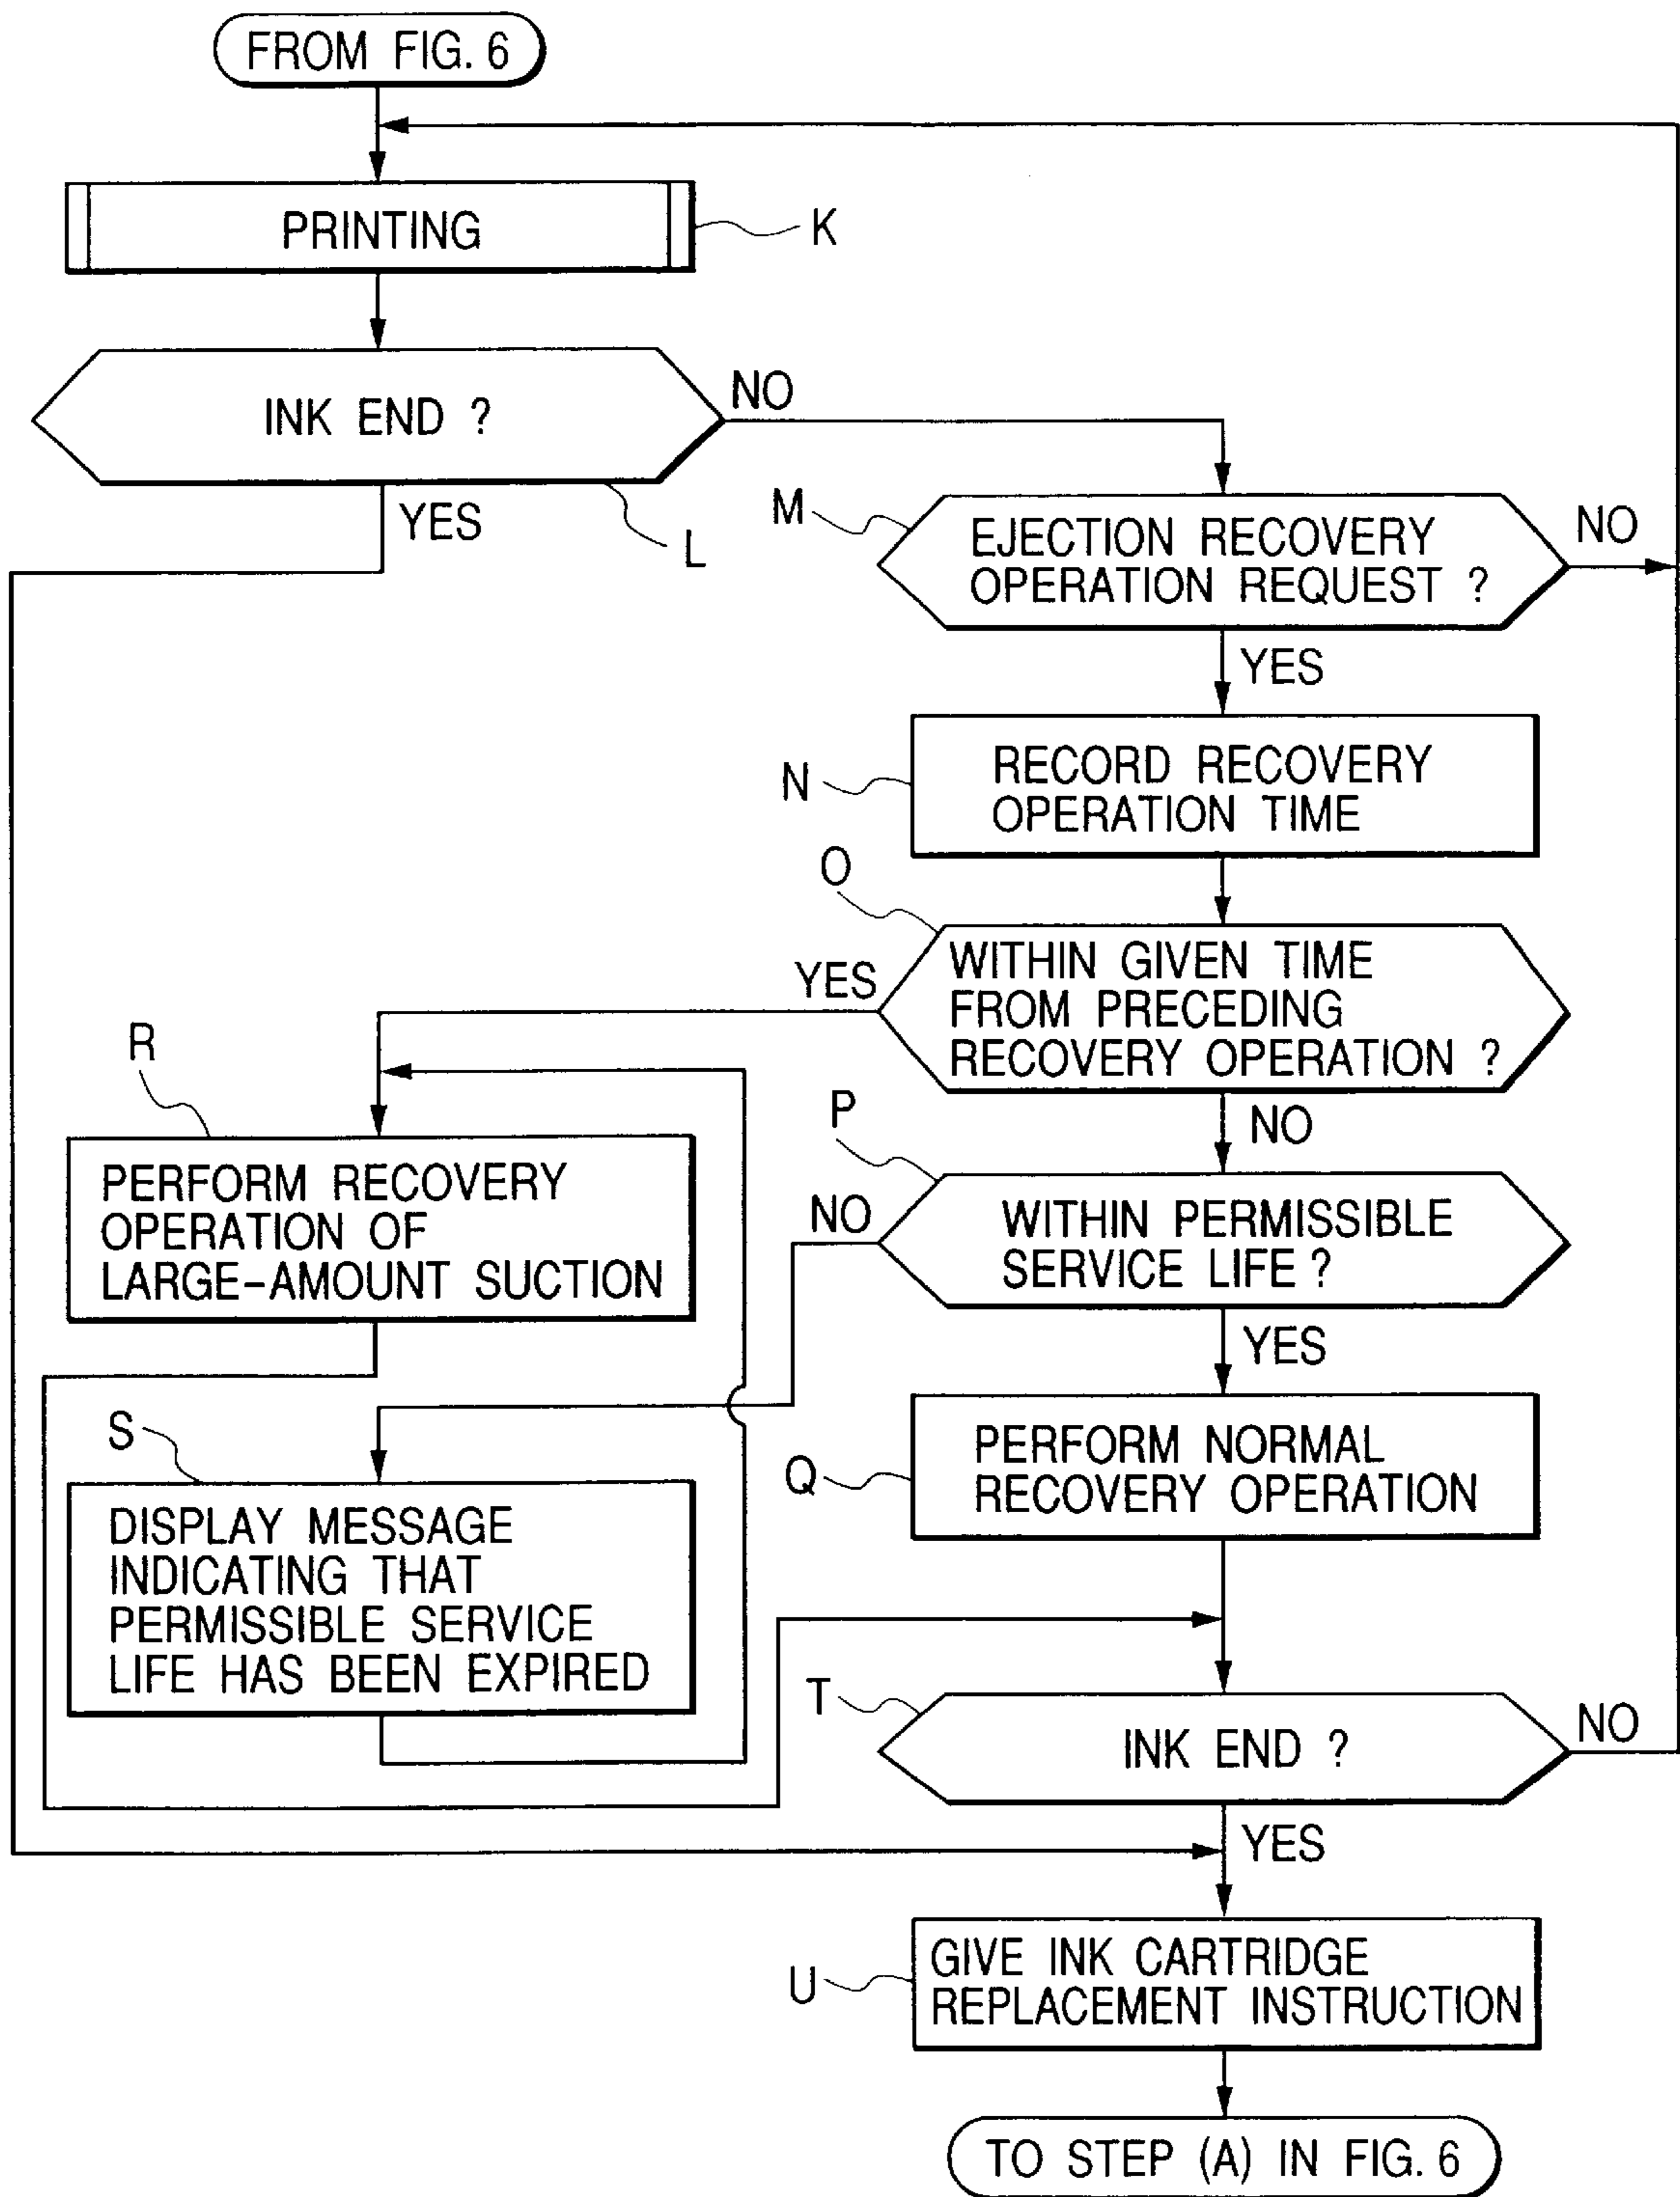 FROM FIG. 6
PRINTING
K
INK END ?
NO
YES
L
M
EJECTION RECOVERY
OPERATION REQUEST ?
NO
YES
N
RECORD RECOVERY
OPERATION TIME
O
WITHIN GIVEN TIME
FROM PRECEDING
RECOVERY OPERATION ?
YES
NO
R
PERFORM RECOVERY
OPERATION OF
LARGE-AMOUNT SUCTION
P
NO
WITHIN PERMISSIBLE
SERVICE LIFE ?
YES
S
DISPLAY MESSAGE
INDICATING THAT
PERMISSIBLE SERVICE
LIFE HAS BEEN EXPIRED
Q
PERFORM NORMAL
RECOVERY OPERATION
T
INK END ?
NO
YES
U
GIVE INK CARTRIDGE
REPLACEMENT INSTRUCTION
TO STEP (A) IN FIG. 6